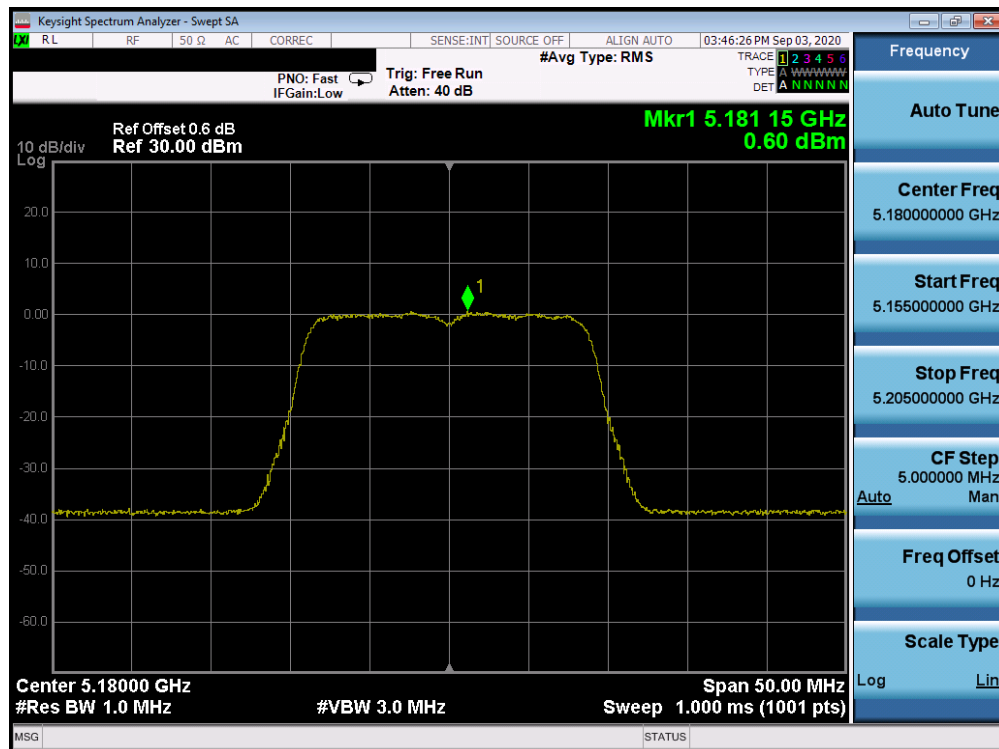 Keysight Spectrum Analyzer - Swept SA
LXI RL RF 50 Ω AC CORREC SENSE:INT SOURCE OFF ALIGN AUTO 03:46:26 PM Sep 03, 2020
PNO: Fast
IFGain:Low
Trig: Free Run
Atten: 40 dB
#Avg Type: RMS
TRACE 1 2 3 4 5 6
TYPE A WWWWW
DET A N N N N N
Mkr1 5.181 15 GHz
0.60 dBm
Ref Offset 0.6 dB
10 dB/div Ref 30.00 dBm
Log
20.0
10.0
0.00
-10.0
-20.0
-30.0
-40.0
-50.0
-60.0
1
Center 5.18000 GHz Span 50.00 MHz
#Res BW 1.0 MHz #VBW 3.0 MHz Sweep 1.000 ms (1001 pts)
MSG STATUS
Frequency
Auto Tune
Center Freq
5.180000000 GHz
Start Freq
5.155000000 GHz
Stop Freq
5.205000000 GHz
CF Step
5.000000 MHz
Auto Man
Freq Offset
0 Hz
Scale Type
Log Lin